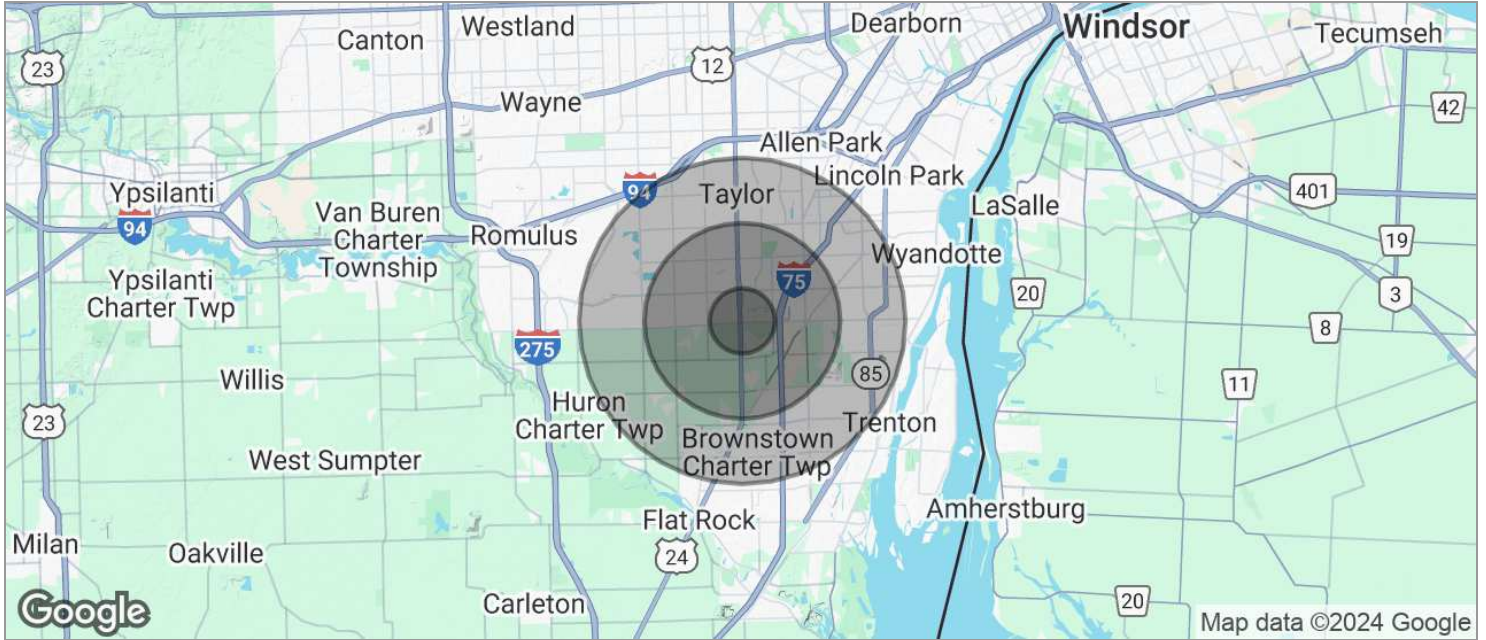 Westland
Dearborn
Windsor
Tecumseh
Canton
23
12
Wayne
42
Allen Park
Lincoln Park
Ypsilanti
94
Taylor
401
94
Van Buren
Charter
Township
Romulus
LaSalle
19
Wyandotte
Ypsilanti
Charter Twp
75
20
3
8
275
Willis
85
11
23
Huron
Charter Twp
Trenton
Brownstown
Charter Twp
West Sumpter
Amherstburg
Flat Rock
Milan
Oakville
24
Carleton
20
Google
Map data ©2024 Google